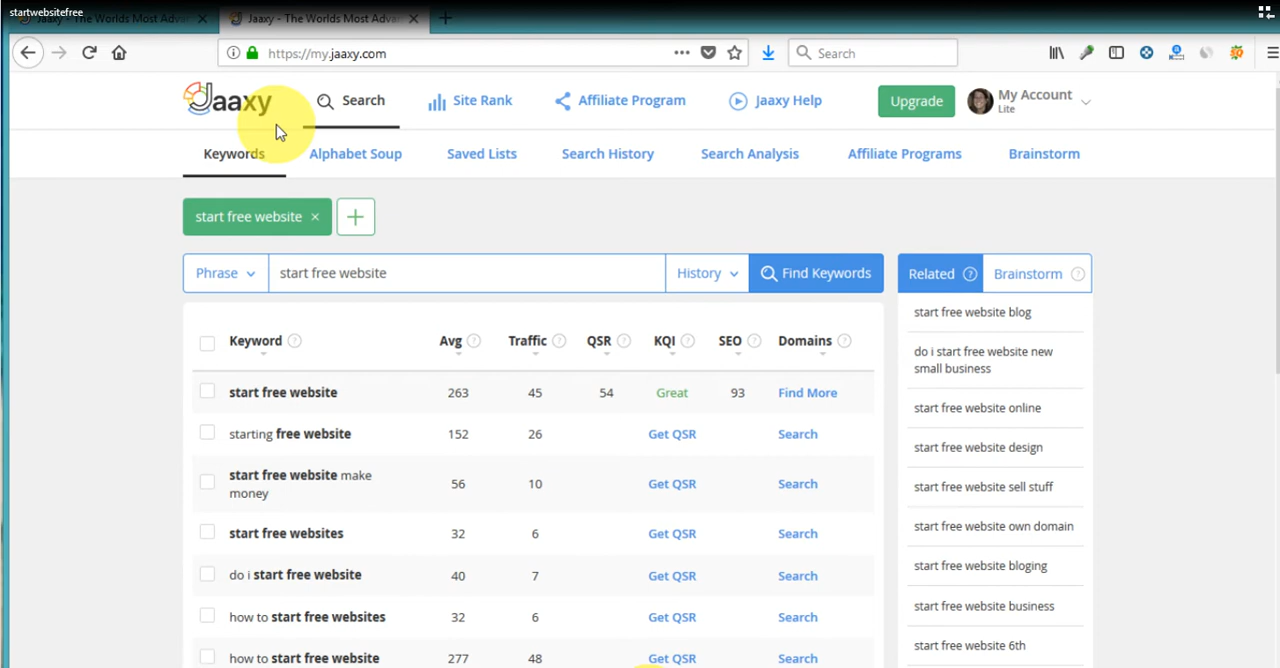 startwebsitefree
Jaaxy - The Worlds Most Adva
Jaaxy - The Worlds Most Adva
https://my.jaaxy.com
Search
Jaaxy
Search
Site Rank
Affiliate Program
Jaaxy Help
Upgrade
My Account
Lite
Keywords
Alphabet Soup
Saved Lists
Search History
Search Analysis
Affiliate Programs
Brainstorm
start free website ×
+
Phrase
start free website
History
Find Keywords
Related ?
Brainstorm ?
Keyword ? Avg ? Traffic ? QSR ? KQI ? SEO ? Domains ?
start free website 263 45 54 Great 93 Find More
starting free website 152 26 Get QSR Search
start free website make
money 56 10 Get QSR Search
start free websites 32 6 Get QSR Search
do i start free website 40 7 Get QSR Search
how to start free websites 32 6 Get QSR Search
how to start free website 277 48 Get QSR Search
start free website blog
do i start free website new
small business
start free website online
start free website design
start free website sell stuff
start free website own domain
start free website bloging
start free website business
start free website 6th